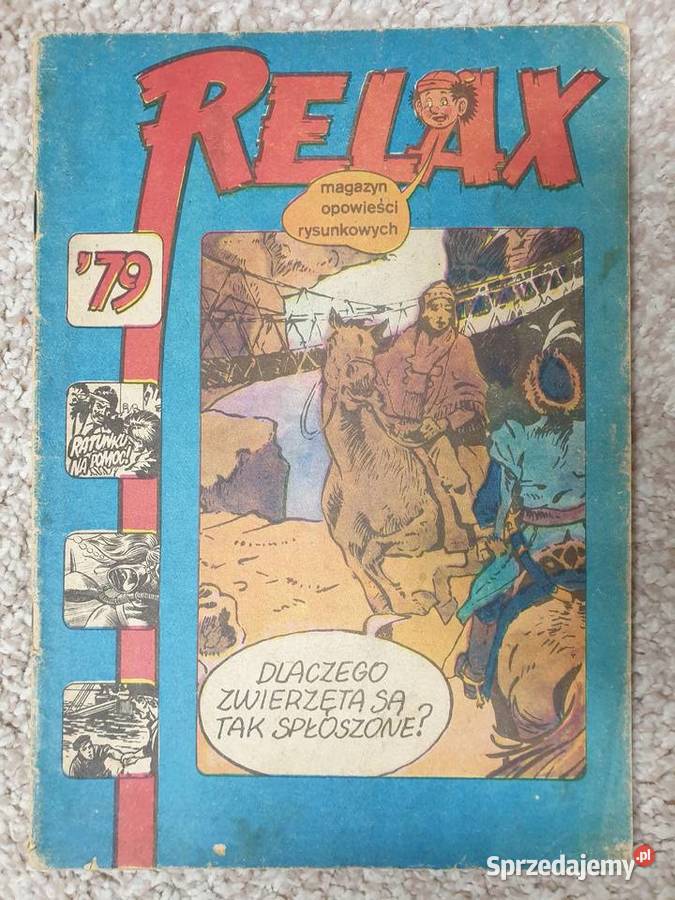 RELAX
magazyn
opowieści
rysunkowych
'79
RATUNKU
NA POMOC!
DLACZEGO
ZWIERZĘTA SĄ
TAK SPŁOSZONE?
Sprzedajemy.pl